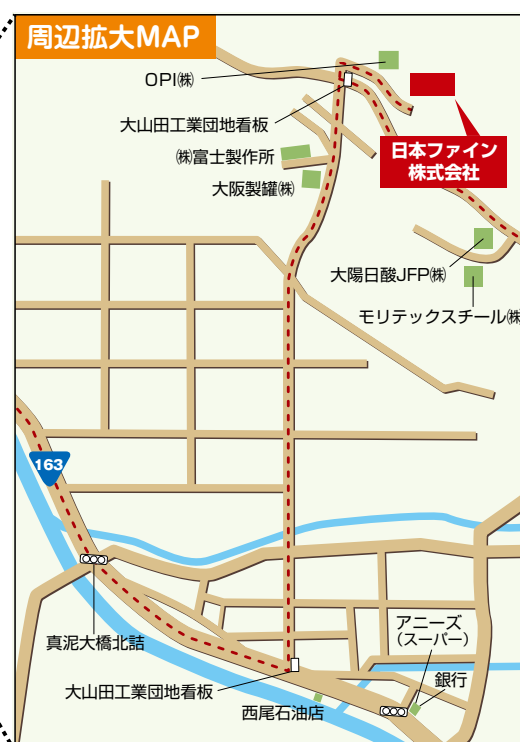 周辺拡大MAP
OPI㈱
大山田工業団地看板
㈱富士製作所
大阪製罐㈱
日本ファイン
株式会社
大陽日酸JFP㈱
モリテックスチール㈱
163
真泥大橋北詰
大山田工業団地看板
西尾石油店
アニーズ
（スーパー）
銀行